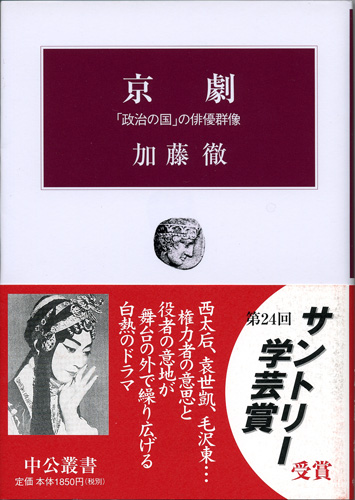 京劇
「政治の国」の俳優群像
加藤徹
西太后、袁世凱、毛沢東…
権力者の意思と
役者の意地が
舞台の外で繰り広げる
白熱のドラマ
第24回
サントリー
学芸賞
受賞
中公叢書
定価 本体1850円(税別)